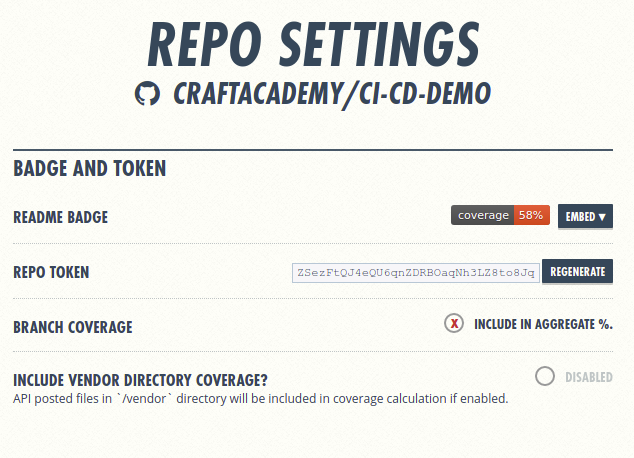 REPO SETTINGS
CRAFTACADEMY/CI-CD-DEMO
BADGE AND TOKEN
README BADGE coverage 58% EMBED ▼
REPO TOKEN ZSezFtQJ4eQU6qnZDRBOaqNh3LZ8to8Jq REGENERATE
BRANCH COVERAGE X INCLUDE IN AGGREGATE %.
INCLUDE VENDOR DIRECTORY COVERAGE? DISABLED
API posted files in `/vendor` directory will be included in coverage calculation if enabled.